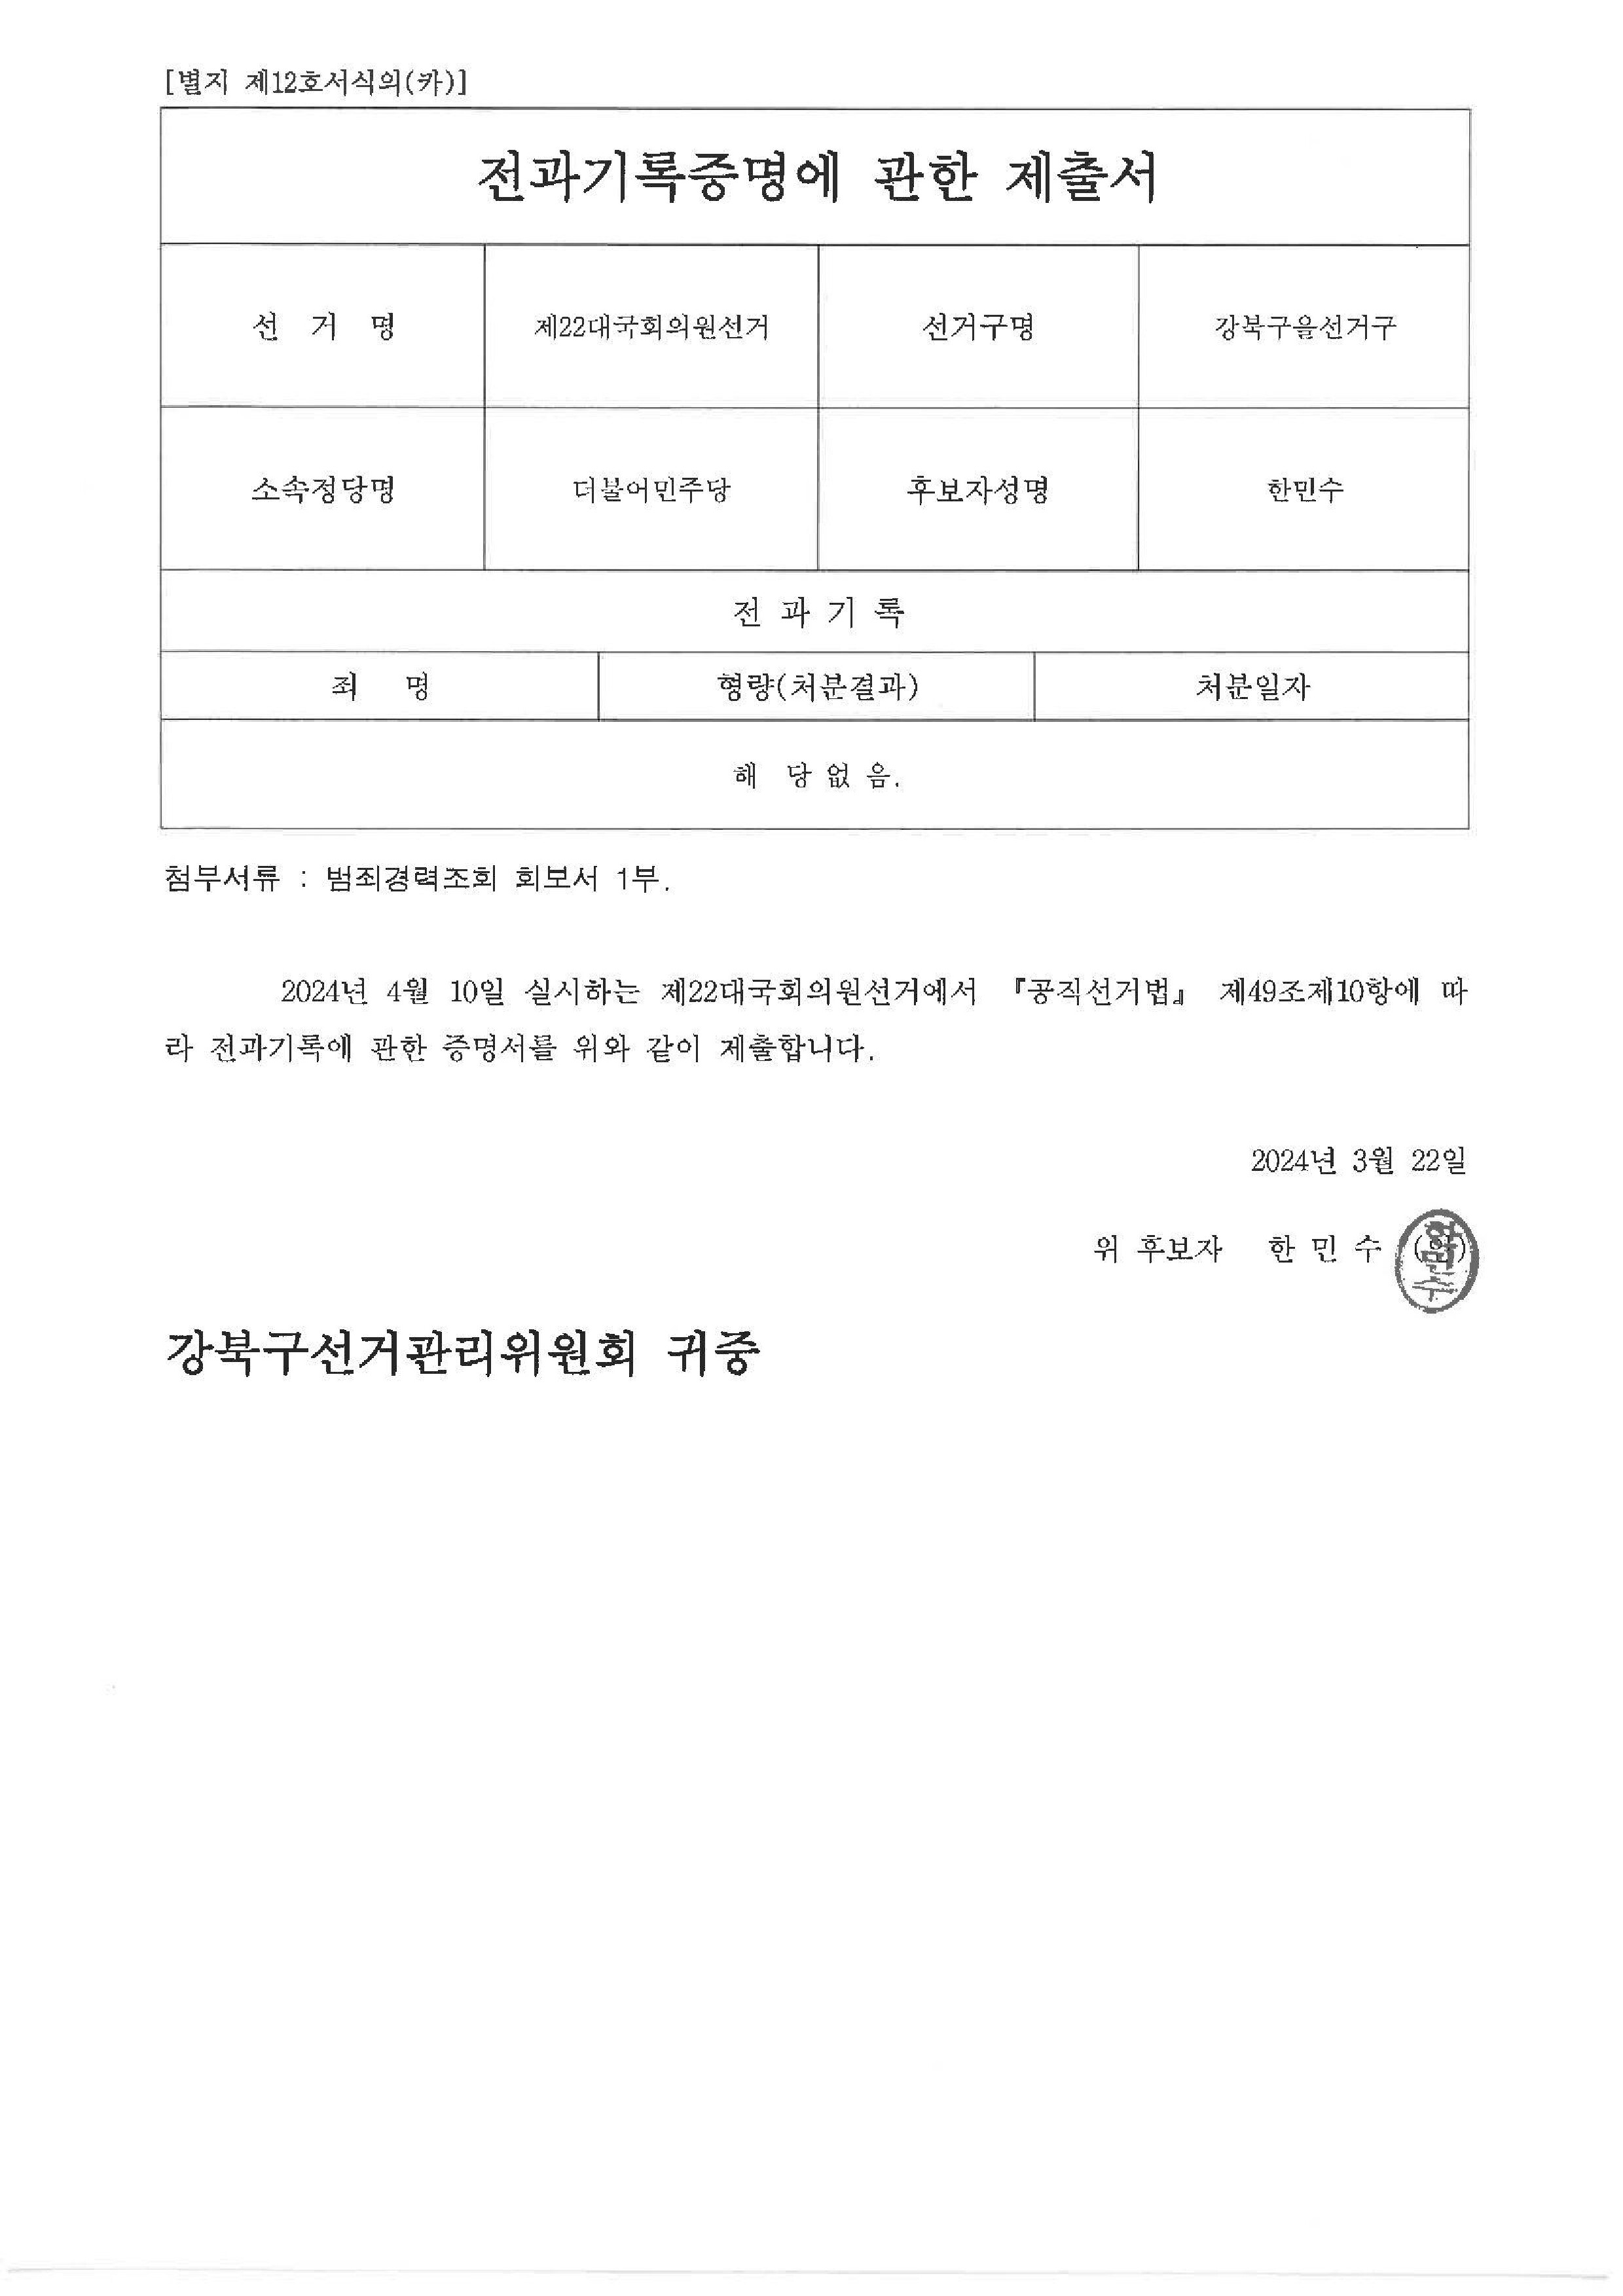 [별지 제12호서식의(카)]
전과기록증명에 관한 제출서
선 거 명 제22대국회의원선거 선거구명 강북구을선거구
소속정당명 더불어민주당 후보자성명 한민수
전 과 기 록
죄 명 형량(처분결과) 처분일자
해 당 없 음.
첨부서류 : 범죄경력조회 회보서 1부.
2024년 4월 10일 실시하는 제22대국회의원선거에서 『공직선거법』 제49조제10항에 따
라 전과기록에 관한 증명서를 위와 같이 제출합니다.
2024년 3월 22일
위 후보자 한 민 수 (인)
한민수
강북구선거관리위원회 귀중